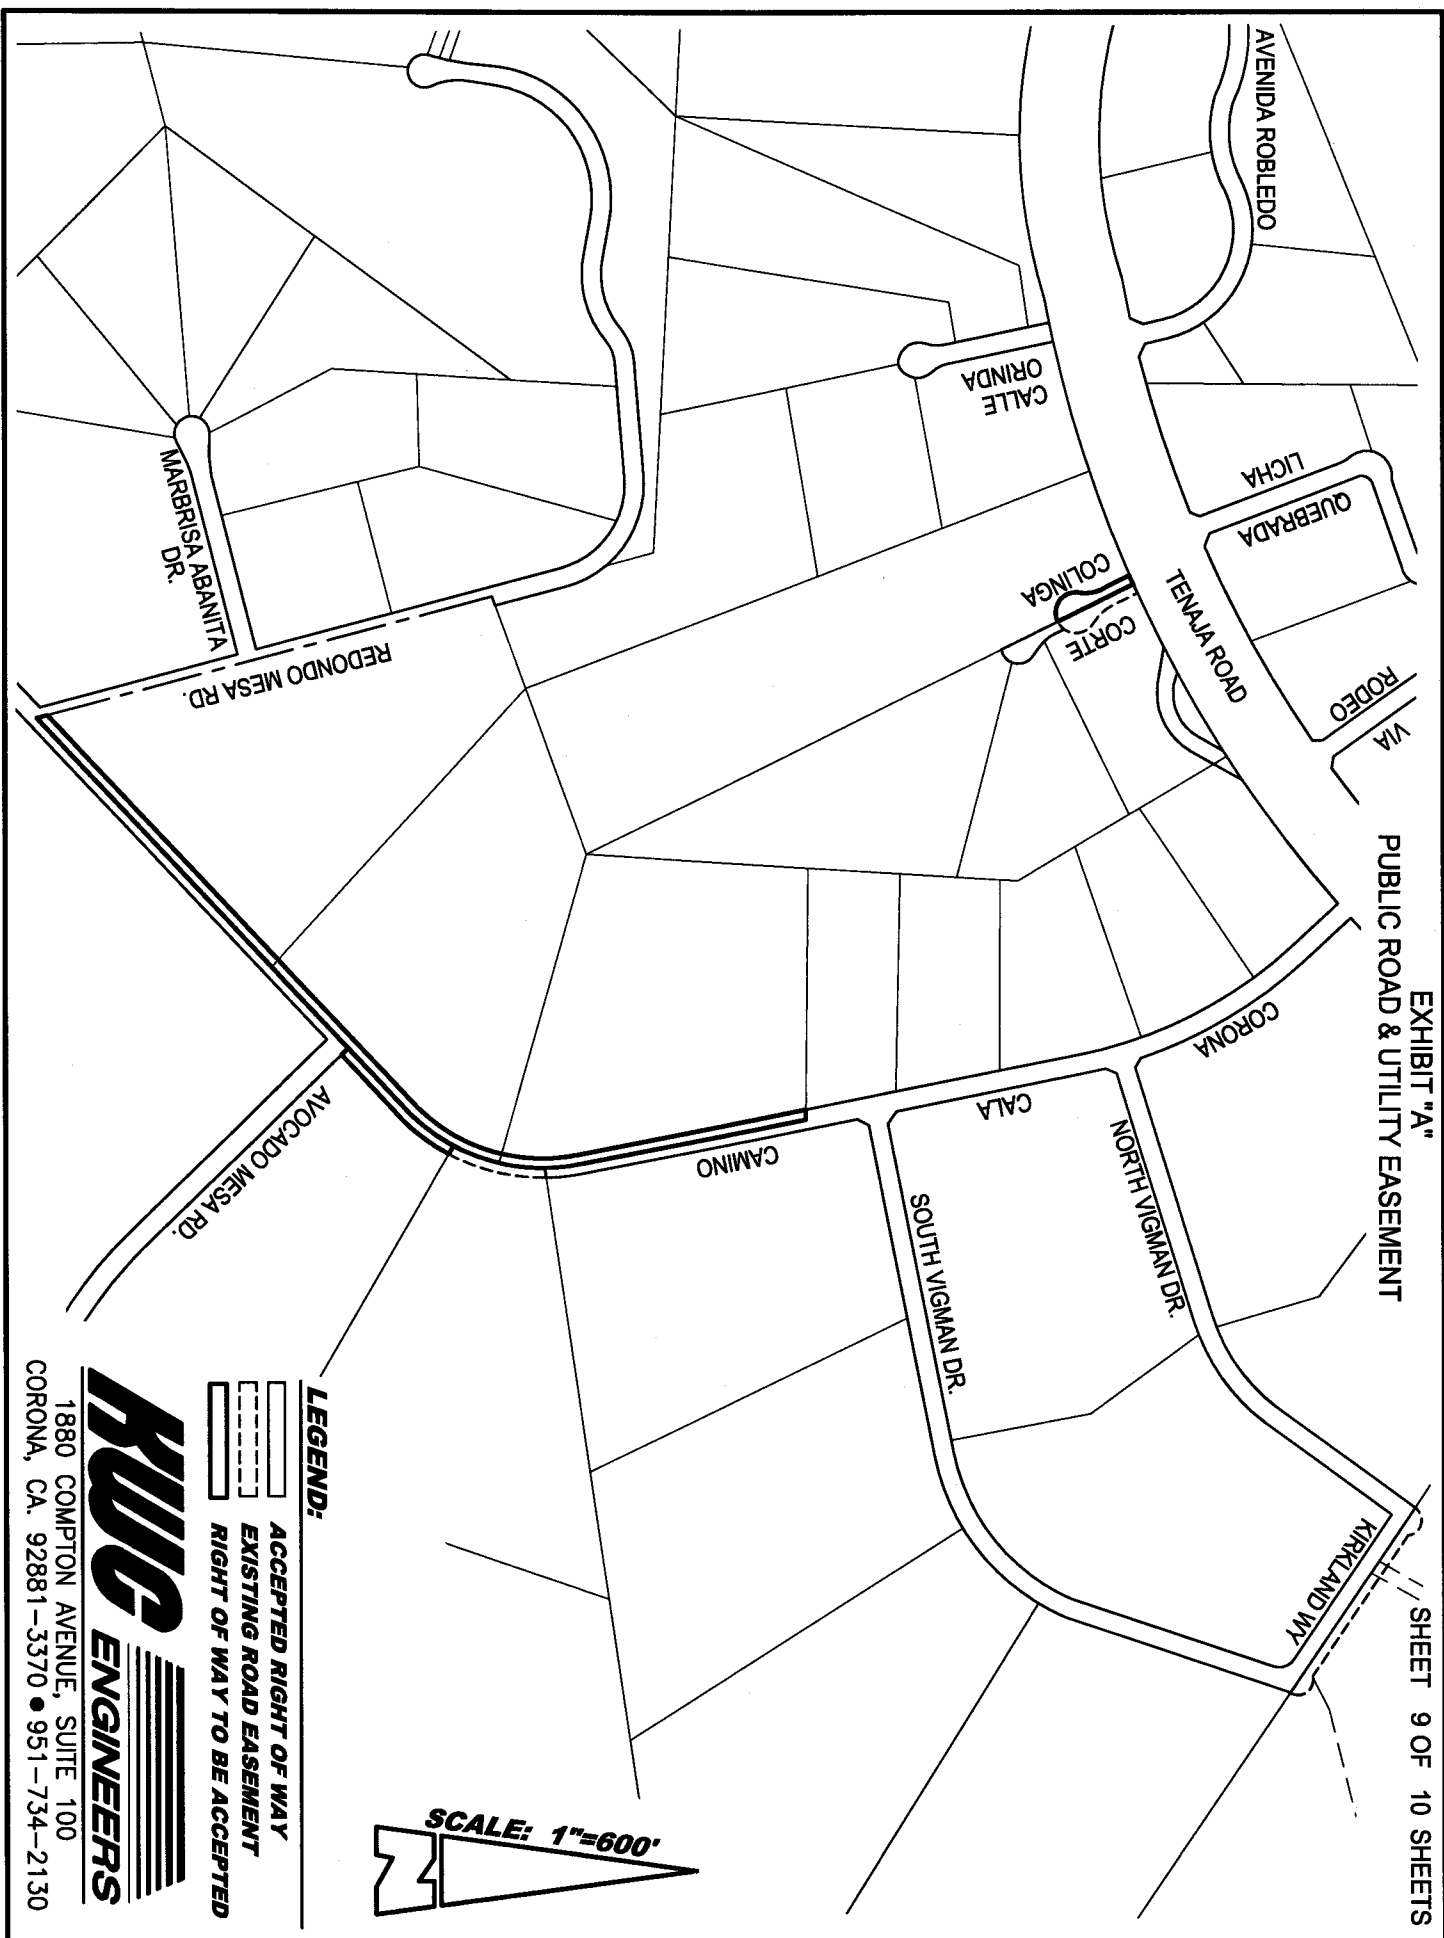 EXHIBIT "A"
PUBLIC ROAD & UTILITY EASEMENT
SHEET 9 OF 10 SHEETS
AVENIDA ROBLEDO
CALLE
ORINDA
LICHA
QUEBRADA
TENAJA ROAD
COLINGA
CORTE
VIA
RODEO
MARBRISA ABANITA
DR.
REDONDO MESA RD.
CORONA
CALA
CAMINO
NORTH VIGMAN DR.
SOUTH VIGMAN DR.
KIRKLAND WY
AVOCADO MESA RD.
LEGEND:
ACCEPTED RIGHT OF WAY
EXISTING ROAD EASEMENT
RIGHT OF WAY TO BE ACCEPTED
KWC ENGINEERS
1880 COMPTON AVENUE, SUITE 100
CORONA, CA. 92881-3370 • 951-734-2130
SCALE: 1"=600'
N